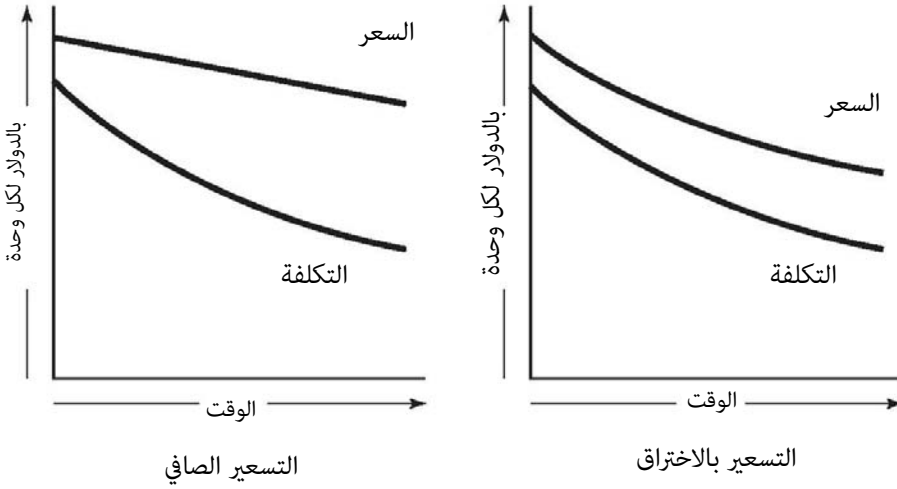 السعر
بالدولار لكل وحدة
التكلفة
الوقت
التسعير الصافي
السعر
بالدولار لكل وحدة
التكلفة
الوقت
التسعير بالاختراق